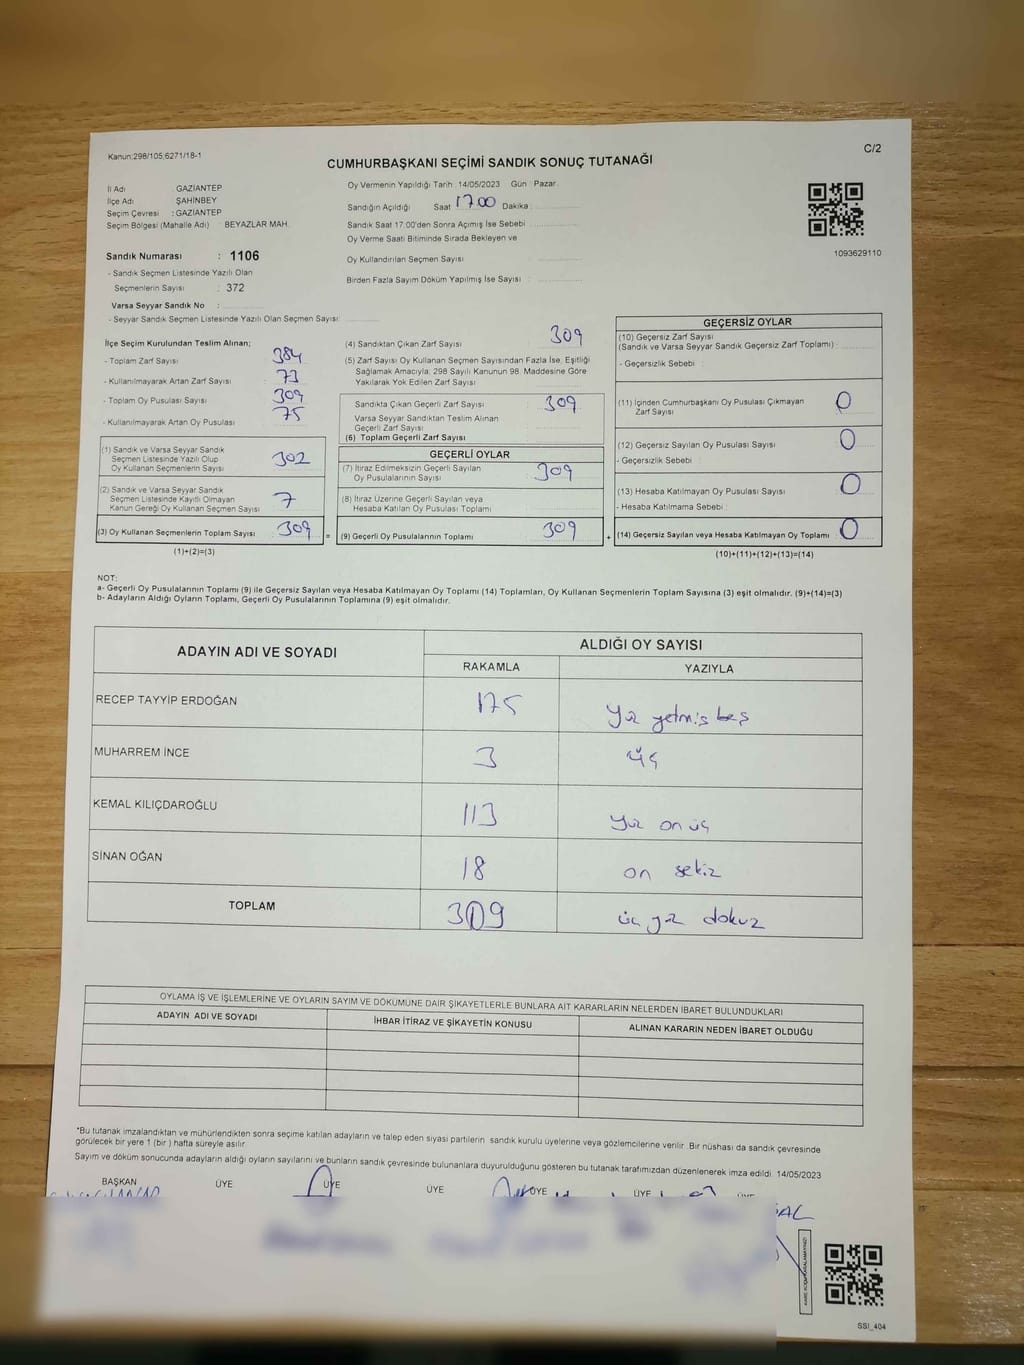 Kanun:298/105;6271/18-1
C/2
CUMHURBAŞKANI SEÇİMİ SANDIK SONUÇ TUTANAĞI
İl Adı GAZİANTEP
İlçe Adı ŞAHİNBEY
Seçim Çevresi : GAZİANTEP
Seçim Bölgesi (Mahalle Adı) BEYAZLAR MAH.
Sandık Numarası : 1106
- Sandık Seçmen Listesinde Yazılı Olan
Seçmenlerin Sayısı : 372
Varsa Seyyar Sandık No :
- Seyyar Sandık Seçmen Listesinde Yazılı Olan Seçmen Sayısı:
Oy Vermenin Yapıldığı Tarih :14/05/2023 Gün : Pazar
Sandığın Açıldığı Saat 17.00 Dakika
Sandık Saat 17:00'den Sonra Açılmış İse Sebebi
Oy Verme Saati Bitiminde Sırada Bekleyen ve
Oy Kullandırılan Seçmen Sayısı
Birden Fazla Sayım Döküm Yapılmış İse Sayısı
1093629110
İlçe Seçim Kurulundan Teslim Alınan;
- Toplam Zarf Sayısı 384
- Kullanılmayarak Artan Zarf Sayısı 73
- Toplam Oy Pusulası Sayısı 309
- Kullanılmayarak Artan Oy Pusulası 75
(1) Sandık ve Varsa Seyyar Sandık
Seçmen Listesinde Yazılı Olup
Oy Kullanan Seçmenlerin Sayısı 302
(2) Sandık ve Varsa Seyyar Sandık
Seçmen Listesinde Kayıtlı Olmayan
Kanun Gereği Oy Kullanan Seçmen Sayısı 7
(3) Oy Kullanan Seçmenlerin Toplam Sayısı 309 =
(1)+(2)=(3)
(4) Sandıktan Çıkan Zarf Sayısı 309
(5) Zarf Sayısı Oy Kullanan Seçmen Sayısından Fazla İse, Eşitliği
Sağlamak Amacıyla; 298 Sayılı Kanunun 98. Maddesine Göre
Yakılarak Yok Edilen Zarf Sayısı
Sandıkta Çıkan Geçerli Zarf Sayısı 309
Varsa Seyyar Sandıktan Teslim Alınan
Geçerli Zarf Sayısı
(6) Toplam Geçerli Zarf Sayısı
GEÇERLİ OYLAR
(7) İtiraz Edilmeksizin Geçerli Sayılan
Oy Pusulalarının Sayısı 309
(8) İtiraz Üzerine Geçerli Sayılan veya
Hesaba Katılan Oy Pusulası Toplamı
(9) Geçerli Oy Pusulalarının Toplamı 309 +
GEÇERSİZ OYLAR
(10) Geçersiz Zarf Sayısı
(Sandık ve Varsa Seyyar Sandık Geçersiz Zarf Toplamı)
- Geçersizlik Sebebi
(11) İçinden Cumhurbaşkanı Oy Pusulası Çıkmayan
Zarf Sayısı 0
(12) Geçersiz Sayılan Oy Pusulası Sayısı 0
- Geçersizlik Sebebi
(13) Hesaba Katılmayan Oy Pusulası Sayısı 0
- Hesaba Katılmama Sebebi
(14) Geçersiz Sayılan veya Hesaba Katılmayan Oy Toplamı 0
(10)+(11)+(12)+(13)=(14)
NOT:
a- Geçerli Oy Pusulalarının Toplamı (9) ile Geçersiz Sayılan veya Hesaba Katılmayan Oy Toplamı (14) Toplamları, Oy Kullanan Seçmenlerin Toplam Sayısına (3) eşit olmalıdır. (9)+(14)=(3)
b- Adayların Aldığı Oyların Toplamı, Geçerli Oy Pusulalarının Toplamına (9) eşit olmalıdır.
ADAYIN ADI VE SOYADI
ALDIĞI OY SAYISI
RAKAMLA YAZIYLA
RECEP TAYYİP ERDOĞAN 175 Yüz yetmiş beş
MUHARREM İNCE 3 üç
KEMAL KILIÇDAROĞLU 113 Yüz on üç
SİNAN OĞAN 18 on sekiz
TOPLAM 309 üç yüz dokuz
OYLAMA İŞ VE İŞLEMLERİNE VE OYLARIN SAYIM VE DÖKÜMÜNE DAİR ŞİKAYETLERLE BUNLARA AİT KARARLARIN NELERDEN İBARET BULUNDUKLARI
ADAYIN ADI VE SOYADI İHBAR İTİRAZ VE ŞİKAYETİN KONUSU ALINAN KARARIN NEDEN İBARET OLDUĞU
*Bu tutanak imzalandıktan ve mühürlendikten sonra seçime katılan adayların ve talep eden siyasi partilerin sandık kurulu üyelerine veya gözlemcilerine verilir. Bir nüshası da sandık çevresinde
görülecek bir yere 1 (bir) hafta süreyle asılır.
Sayım ve döküm sonucunda adayların aldığı oyların sayılarını ve bunların sandık çevresinde bulunanlara duyurulduğunu gösteren bu tutanak tarafımızdan düzenlenerek imza edildi. 14/05/2023
BAŞKAN ÜYE ÜYE ÜYE ÜYE ÜYE ÜYE
SSI_404